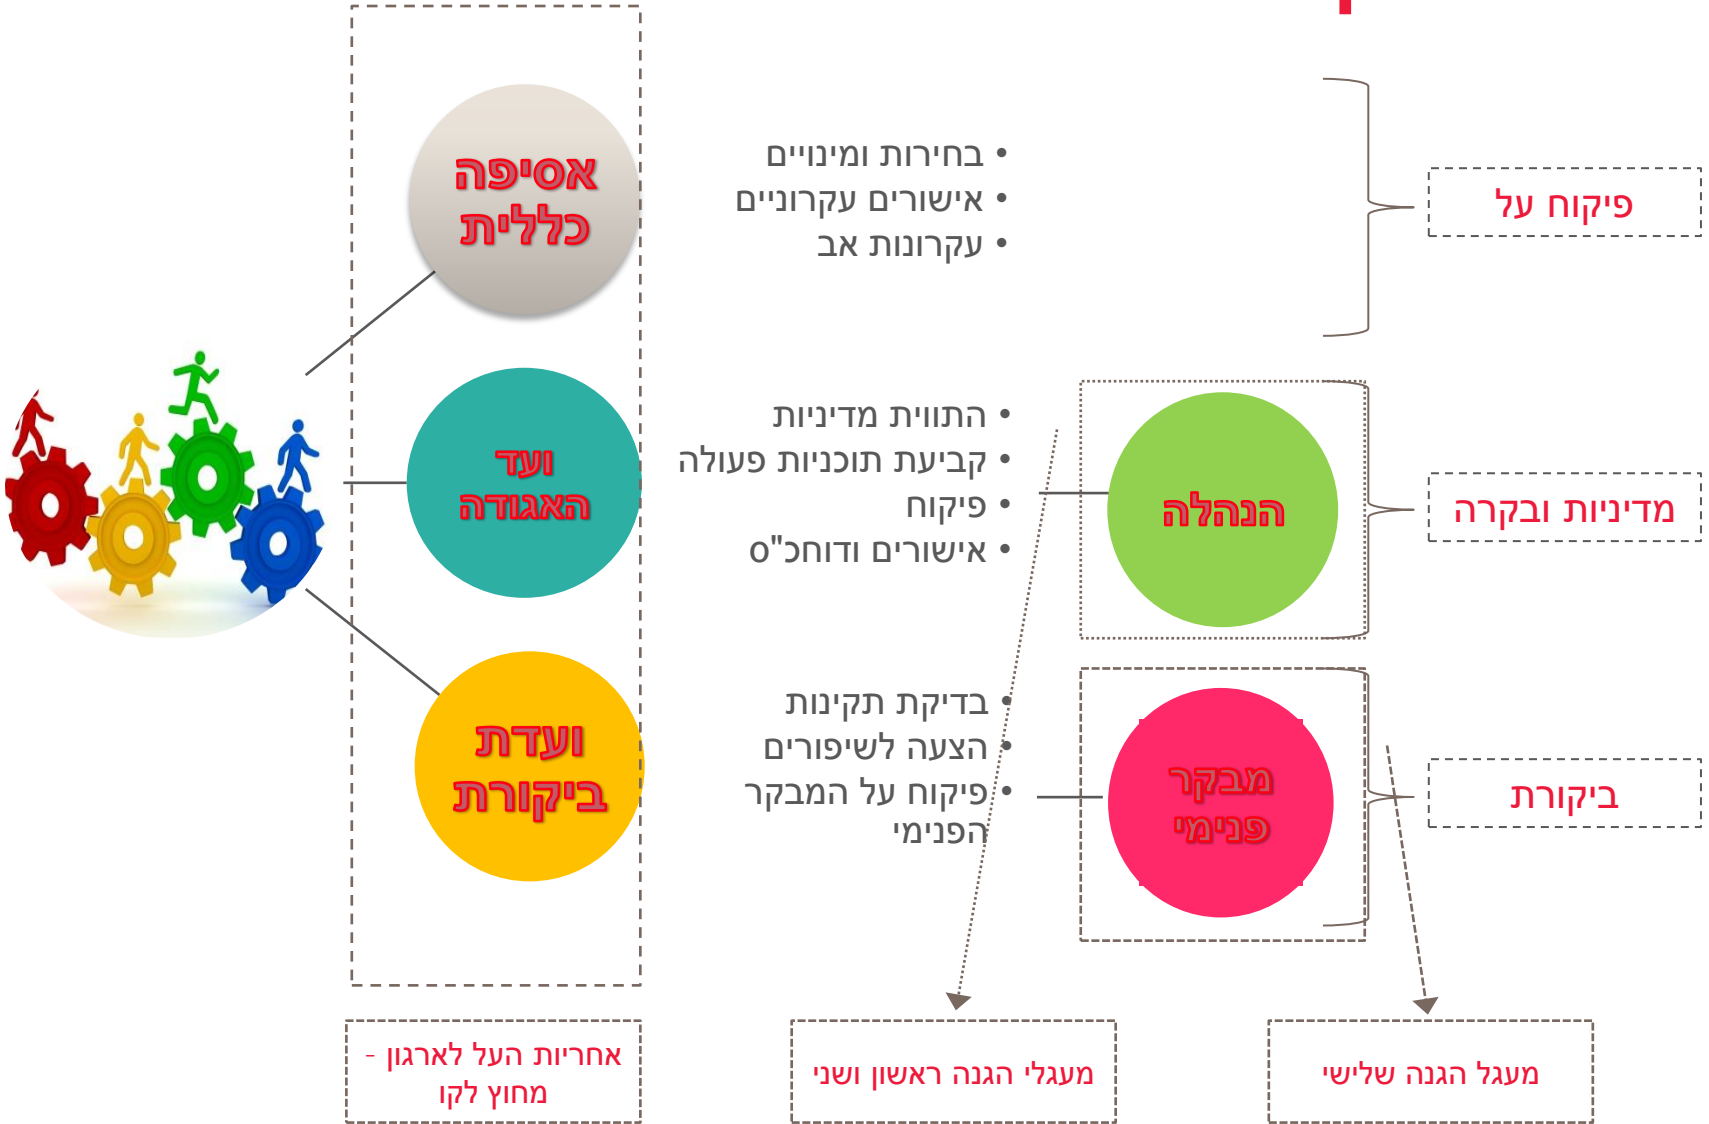 אסיפה
כללית
• בחירות ומינויים
• אישורים עקרוניים
• עקרונות אב
פיקוח על
ועד
האגודה
• התווית מדיניות
• קביעת תוכניות פעולה
• פיקוח
• אישורים ודוחכ"ס
הנהלה
מדיניות ובקרה
ועדת
ביקורת
• בדיקת תקינות
• הצעה לשיפורים
• פיקוח על המבקר
הפנימי
מבקר
פנימי
ביקורת
אחריות העל לארגון -
מחוץ לקו
מעגלי הגנה ראשון ושני
מעגל הגנה שלישי